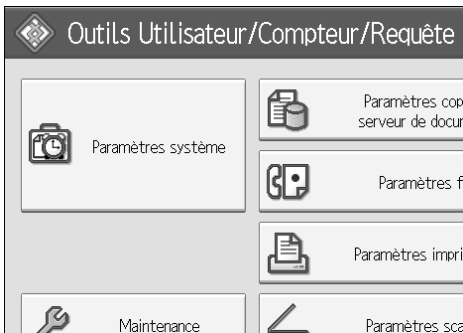 Outils Utilisateur/Compteur/Requête
Paramètres système
Paramètres cop
serveur de docur
Paramètres f
Paramètres impri
Maintenance
Paramètres sca